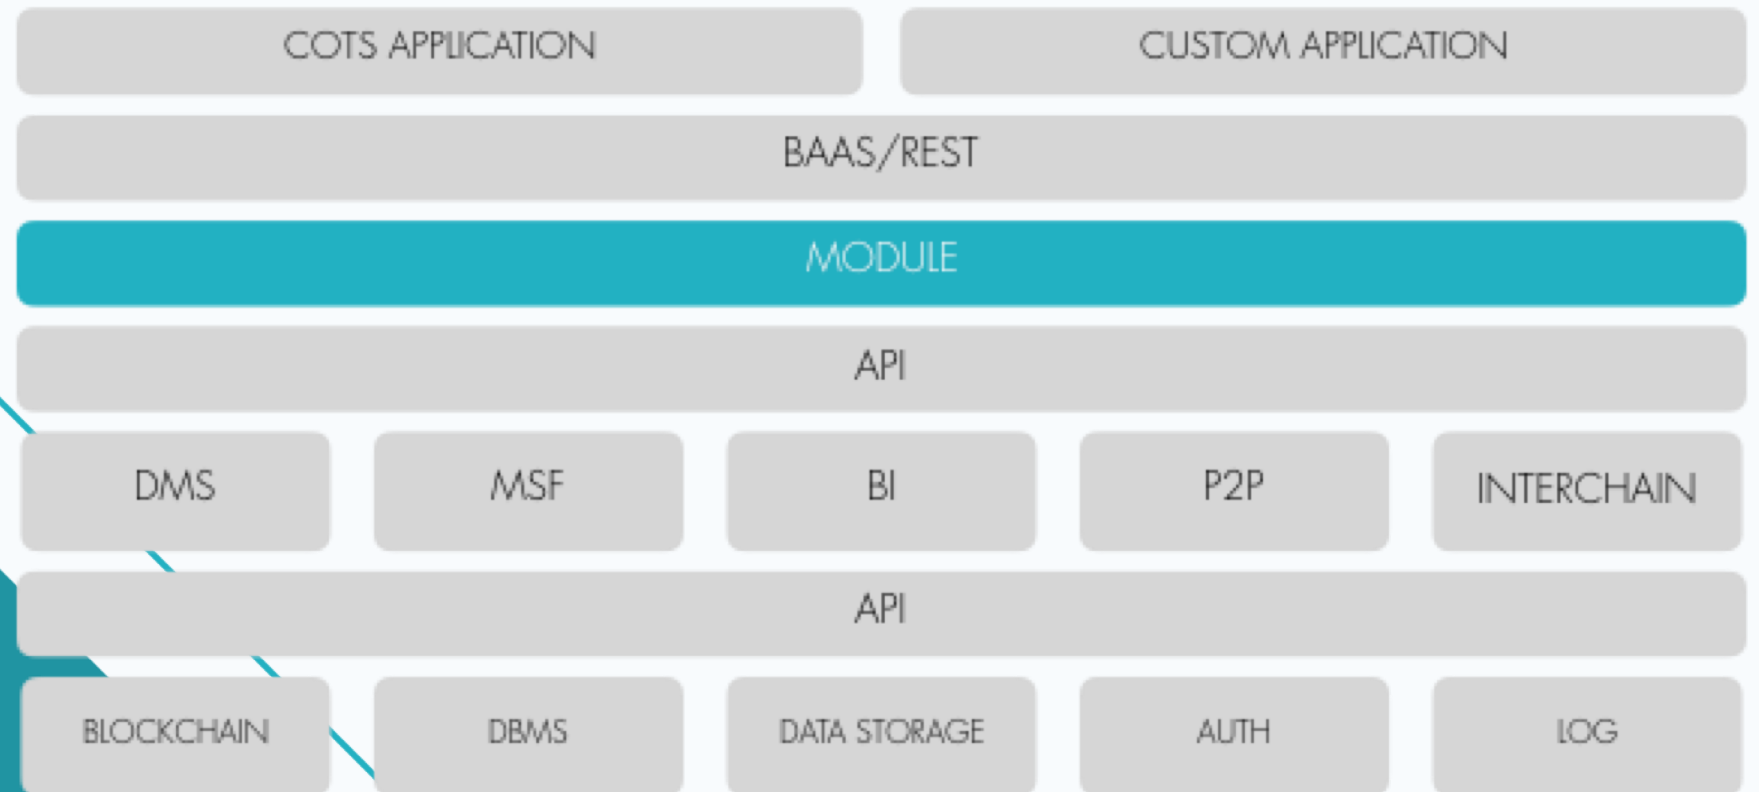 COTS APPLICATION
CUSTOM APPLICATION
BAAS/REST
MODULE
API
DMS
MSF
BI
P2P
INTERCHAIN
API
BLOCKCHAIN
DBMS
DATA STORAGE
AUTH
LOG